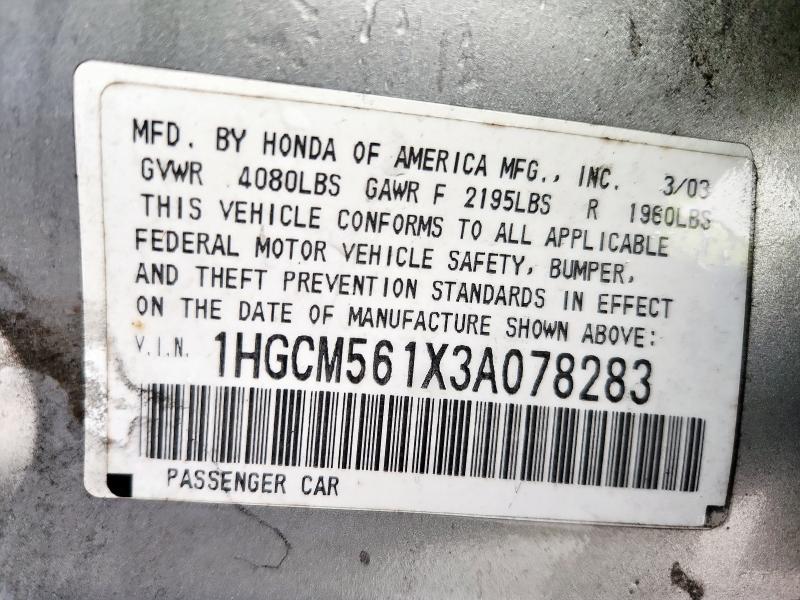 MFD. BY HONDA OF AMERICA MFG., INC. 3/03
GVWR 4080LBS GAWR F 2195LBS R 1960LBS
THIS VEHICLE CONFORMS TO ALL APPLICABLE
FEDERAL MOTOR VEHICLE SAFETY, BUMPER,
AND THEFT PREVENTION STANDARDS IN EFFECT
ON THE DATE OF MANUFACTURE SHOWN ABOVE:
V.I.N. 1HGCM561X3A078283
PASSENGER CAR